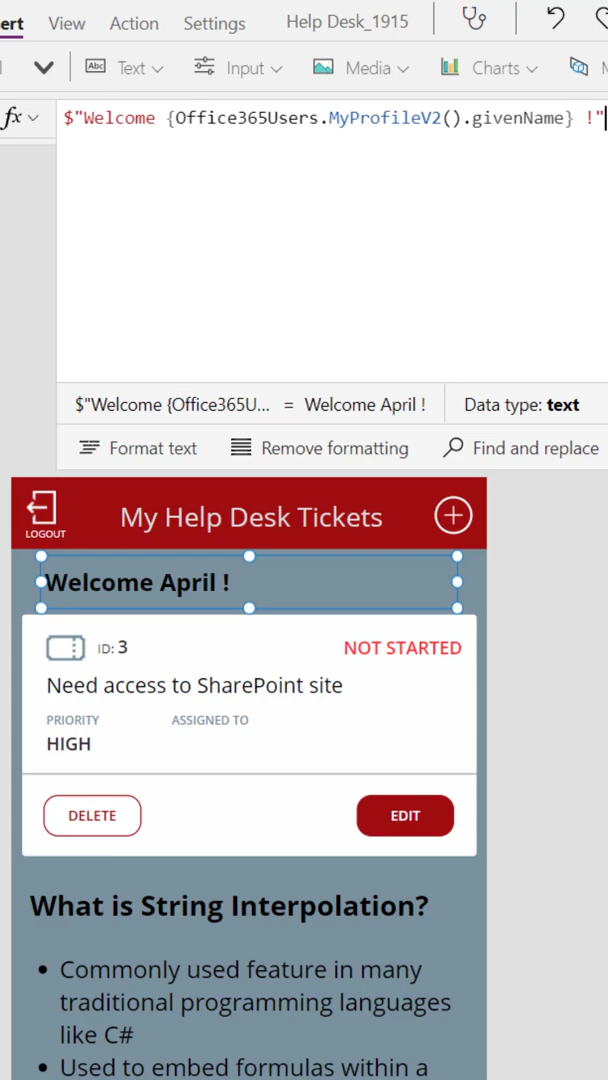 View Action Settings Help Desk_1915
Text Input Media Charts
fx $"Welcome {Office365Users.MyProfileV2().givenName} !"
$"Welcome {Office365U... = Welcome April ! Data type: text
Format text Remove formatting Find and replace
LOGOUT My Help Desk Tickets
Welcome April !
ID: 3 NOT STARTED
Need access to SharePoint site
PRIORITY ASSIGNED TO
HIGH
DELETE EDIT
What is String Interpolation?
• Commonly used feature in many
traditional programming languages
like C#
• Used to embed formulas within a